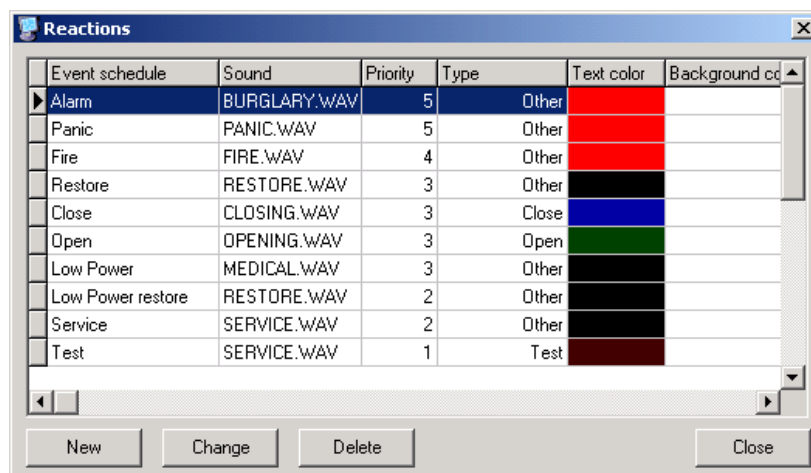 Reactions
Event schedule Sound Priority Type Text color Background co
Alarm BURGLARY.WAV 5 Other
Panic PANIC.WAV 5 Other
Fire FIRE.WAV 4 Other
Restore RESTORE.WAV 3 Other
Close CLOSING.WAV 3 Close
Open OPENING.WAV 3 Open
Low Power MEDICAL.WAV 3 Other
Low Power restore RESTORE.WAV 2 Other
Service SERVICE.WAV 2 Other
Test SERVICE.WAV 1 Test
New Change Delete Close